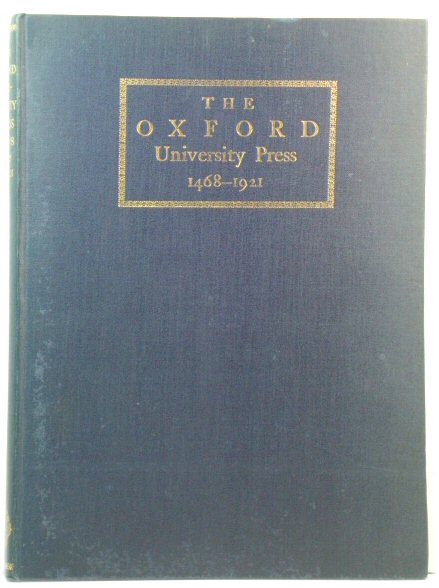 THE
OXFORD
University Press
1468–1921